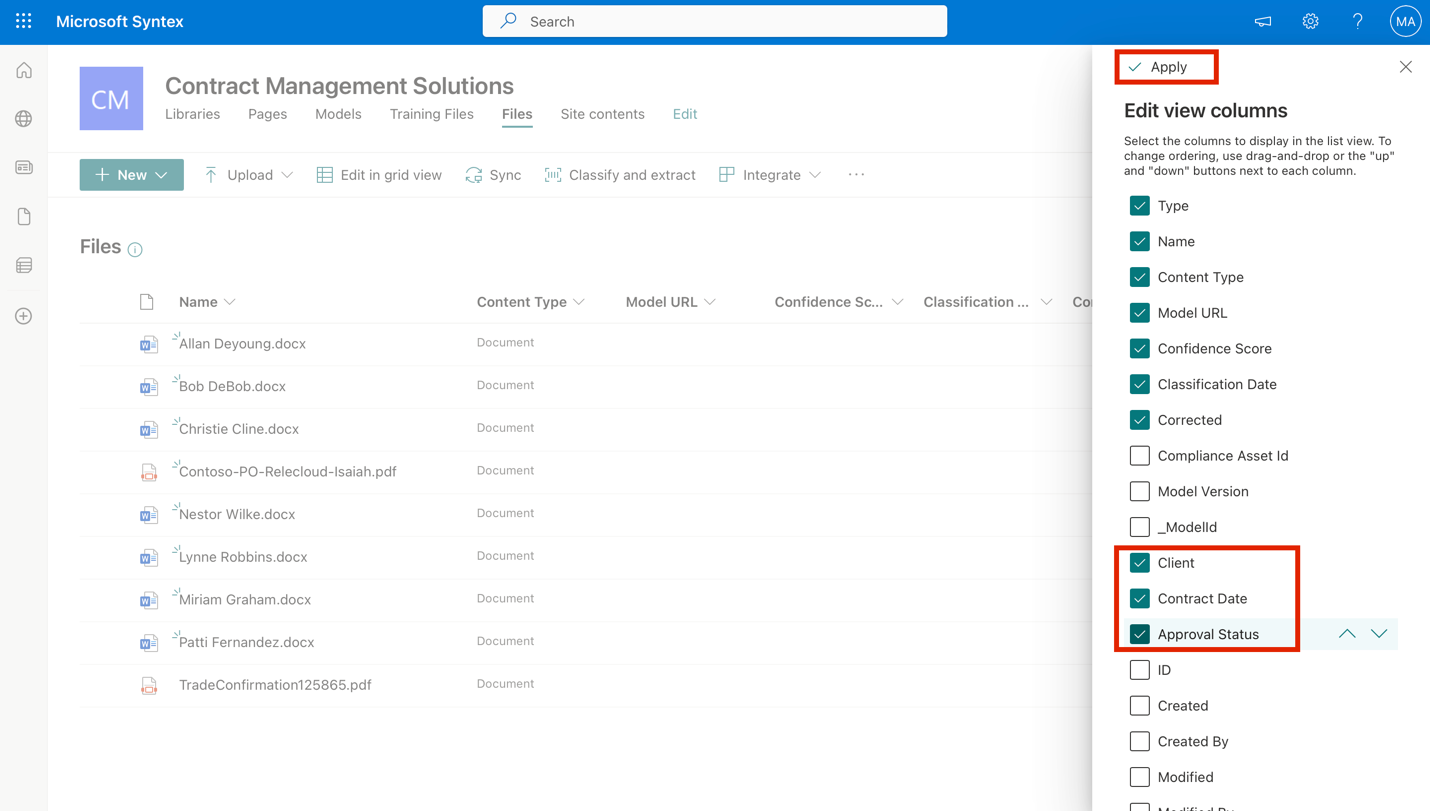 Microsoft Syntex
Search
MA
CM
Contract Management Solutions
Libraries Pages Models Training Files Files Site contents Edit
New Upload Edit in grid view Sync Classify and extract Integrate ...
Files
Name Content Type Model URL Confidence Sc... Classification ...
Allan Deyoung.docx Document
Bob DeBob.docx Document
Christie Cline.docx Document
Contoso-PO-Relecloud-Isaiah.pdf Document
Nestor Wilke.docx Document
Lynne Robbins.docx Document
Miriam Graham.docx Document
Patti Fernandez.docx Document
TradeConfirmation125865.pdf Document
Apply
Edit view columns
Select the columns to display in the list view. To
change ordering, use drag-and-drop or the "up"
and "down" buttons next to each column.
Type
Name
Content Type
Model URL
Confidence Score
Classification Date
Corrected
Compliance Asset Id
Model Version
_ModelId
Client
Contract Date
Approval Status
ID
Created
Created By
Modified